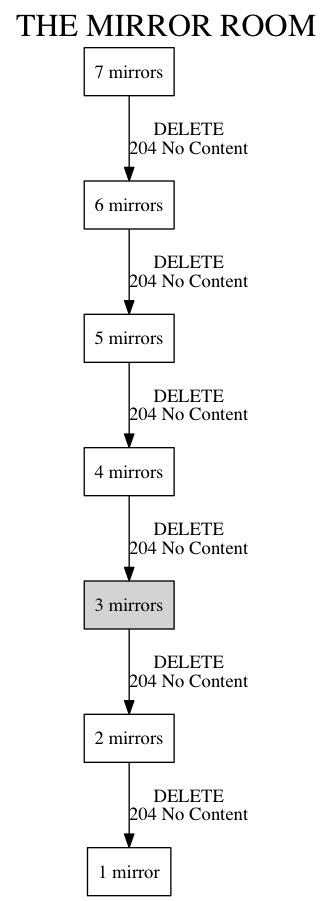 THE MIRROR ROOM
7 mirrors
DELETE
204 No Content
6 mirrors
DELETE
204 No Content
5 mirrors
DELETE
204 No Content
4 mirrors
DELETE
204 No Content
3 mirrors
DELETE
204 No Content
2 mirrors
DELETE
204 No Content
1 mirror